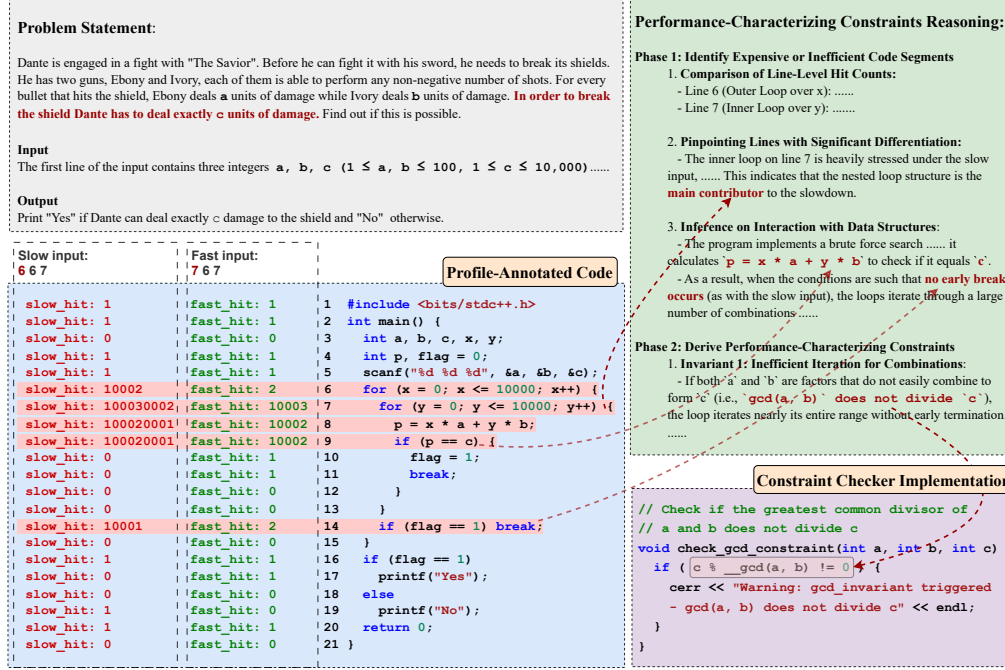 Problem Statement:
Dante is engaged in a fight with "The Savior". Before he can fight it with his sword, he needs to break its shields.
He has two guns, Ebony and Ivory, each of them is able to perform any non-negative number of shots. For every
bullet that hits the shield, Ebony deals a units of damage while Ivory deals b units of damage. In order to break
the shield Dante has to deal exactly c units of damage. Find out if this is possible.
Input
The first line of the input contains three integers a, b, c (1 ≤ a, b ≤ 100, 1 ≤ c ≤ 10,000)......
Output
Print "Yes" if Dante can deal exactly c damage to the shield and "No" otherwise.
Slow input:
6 6 7
Fast input:
7 6 7
Profile-Annotated Code
slow_hit: 1 fast_hit: 1 1 #include <bits/stdc++.h>
slow_hit: 1 fast_hit: 1 2 int main() {
slow_hit: 0 fast_hit: 0 3 int a, b, c, x, y;
slow_hit: 1 fast_hit: 1 4 int p, flag = 0;
slow_hit: 1 fast_hit: 1 5 scanf("%d %d %d", &a, &b, &c);
slow_hit: 10002 fast_hit: 2 6 for (x = 0; x <= 10000; x++) {
slow_hit: 100030002 fast_hit: 10003 7 for (y = 0; y <= 10000; y++) {
slow_hit: 100020001 fast_hit: 10002 8 p = x * a + y * b;
slow_hit: 100020001 fast_hit: 10002 9 if (p == c) {
slow_hit: 0 fast_hit: 1 10 flag = 1;
slow_hit: 0 fast_hit: 1 11 break;
slow_hit: 0 fast_hit: 0 12 }
slow_hit: 0 fast_hit: 0 13 }
slow_hit: 10001 fast_hit: 2 14 if (flag == 1) break;
slow_hit: 0 fast_hit: 0 15 }
slow_hit: 1 fast_hit: 1 16 if (flag == 1)
slow_hit: 0 fast_hit: 1 17 printf("Yes");
slow_hit: 0 fast_hit: 0 18 else
slow_hit: 1 fast_hit: 0 19 printf("No");
slow_hit: 1 fast_hit: 1 20 return 0;
slow_hit: 0 fast_hit: 0 21 }
Performance-Characterizing Constraints Reasoning:
Phase 1: Identify Expensive or Inefficient Code Segments
1. Comparison of Line-Level Hit Counts:
- Line 6 (Outer Loop over x): ......
- Line 7 (Inner Loop over y): .......
2. Pinpointing Lines with Significant Differentiation:
- The inner loop on line 7 is heavily stressed under the slow
input, ...... This indicates that the nested loop structure is the
main contributor to the slowdown.
3. Inference on Interaction with Data Structures:
- The program implements a brute force search ...... it
calculates `p = x * a + y * b` to check if it equals `c`.
- As a result, when the conditions are such that no early break
occurs (as with the slow input), the loops iterate through a large
number of combinations ......
Phase 2: Derive Performance-Characterizing Constraints
1. Invariant 1: Inefficient Iteration for Combinations:
- If both `a` and `b` are factors that do not easily combine to
form `c` (i.e., `gcd(a, b)` does not divide `c`),
the loop iterates nearly its entire range without early termination.
......
Constraint Checker Implementation
// Check if the greatest common divisor of
// a and b does not divide c
void check_gcd_constraint(int a, int b, int c)
if ( c % __gcd(a, b) != 0 ) {
cerr << "Warning: gcd_invariant triggered
- gcd(a, b) does not divide c" << endl;
}
}